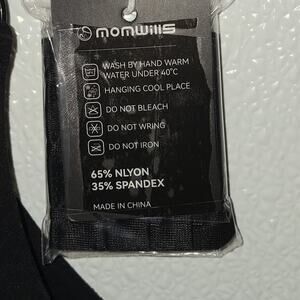 momwills
WASH BY HAND WARM
WATER UNDER 40°C
HANGING COOL PLACE
DO NOT BLEACH
DO NOT WRING
DO NOT IRON
65% NLYON
35% SPANDEX
MADE IN CHINA